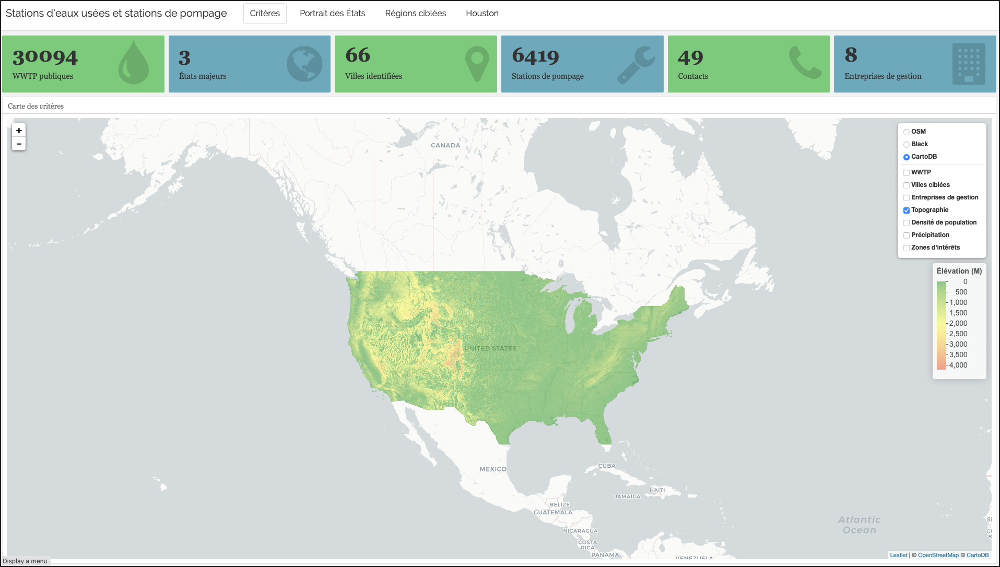 Stations d'eaux usées et stations de pompage
Critères
Portrait des États
Régions ciblées
Houston
30094
WWTP publiques
3
États majeurs
66
Villes identifiées
6419
Stations de pompage
49
Contacts
8
Entreprises de gestion
Carte des critères
+
-
OSM
Black
CartoDB
WWTP
Villes ciblées
Entreprises de gestion
Topographie
Densité de population
Précipitation
Zones d'intérêts
Élévation (M)
0
500
1,000
1,500
2,000
2,500
3,000
3,500
4,000
CANADA
UNITED STATES
MEXICO
CUBA
HAITI
JAMAICA
BELIZE
GUATEMALA
NICARAGUA
COSTA
RICA
PANAMA
VENEZUELA
Atlantic
Ocean
Leaflet | © OpenStreetMap © CartoDB
Display a menu